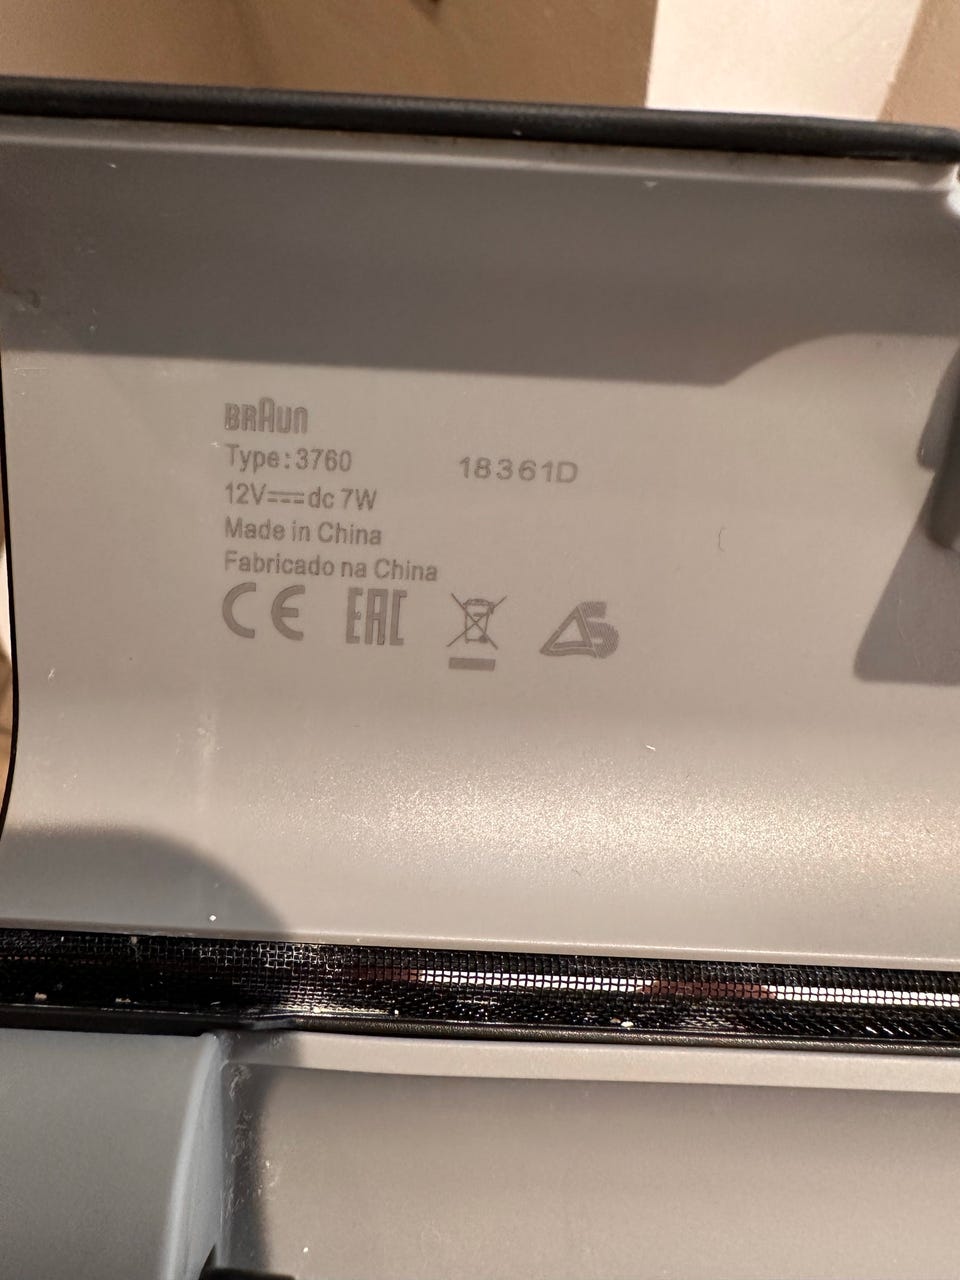 BRAUN
Type:3760
18361D
12V⎓dc 7W
Made in China
Fabricado na China
CE EAC S